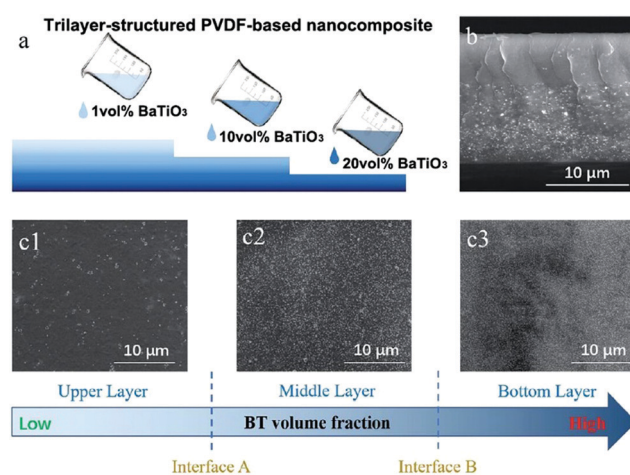 Trilayer-structured PVDF-based nanocomposite
a
1vol% BaTiO₃
10vol% BaTiO₃
20vol% BaTiO₃
b
10 μm
c1
10 μm
c2
10 μm
c3
10 μm
Upper Layer
Middle Layer
Bottom Layer
Low
BT volume fraction
High
Interface A
Interface B